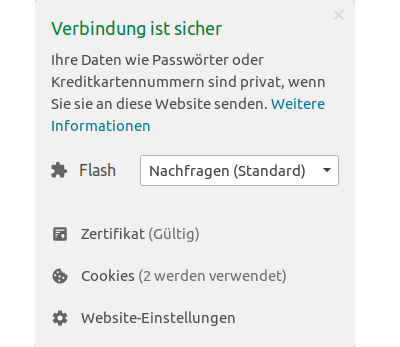 Verbindung ist sicher
Ihre Daten wie Passwörter oder
Kreditkartennummern sind privat, wenn
Sie sie an diese Website senden. Weitere
Informationen
Flash Nachfragen (Standard)
Zertifikat (Gültig)
Cookies (2 werden verwendet)
Website-Einstellungen